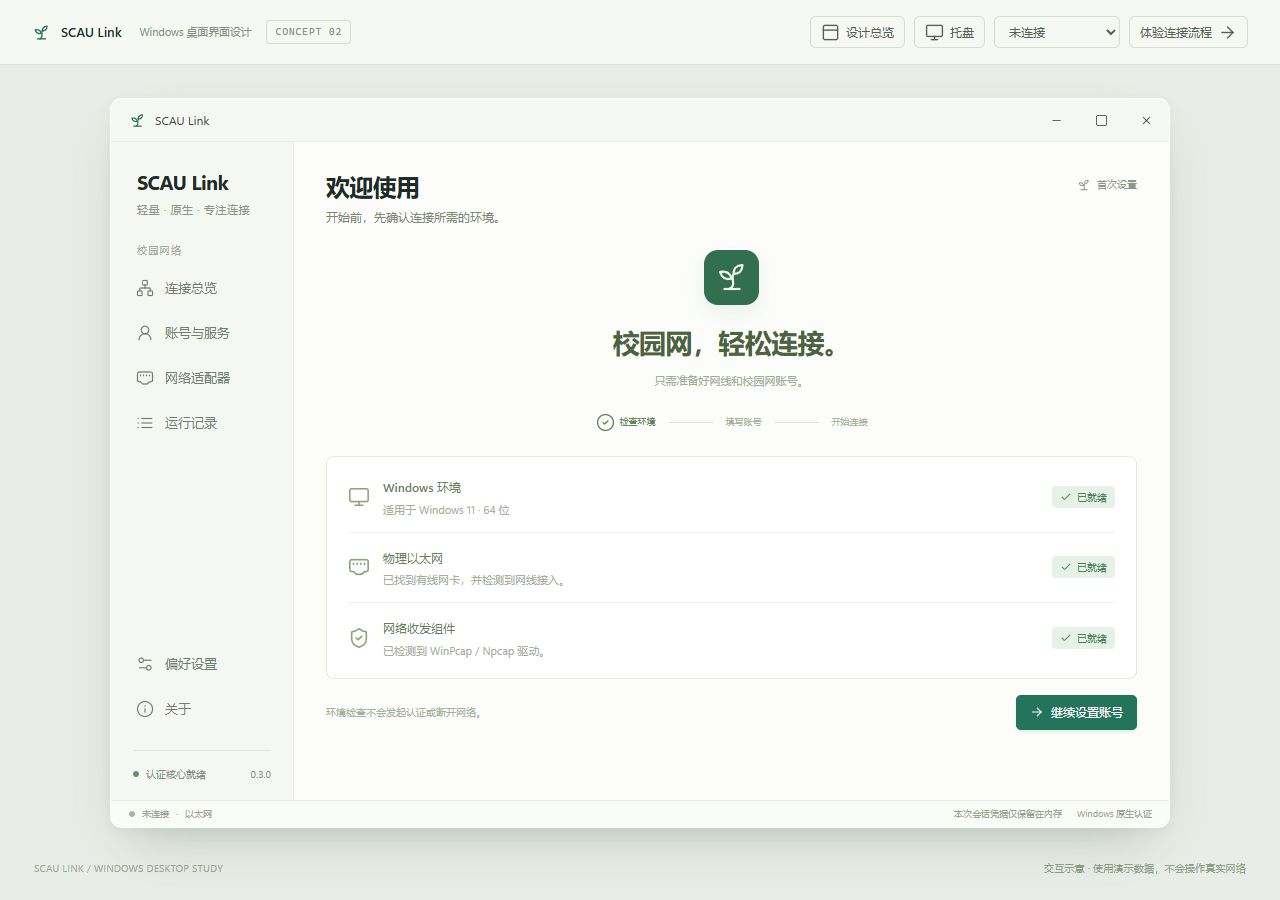 SCAU Link
Windows 桌面界面设计
CONCEPT 02
设计总览
托盘
未连接
体验连接流程
SCAU Link
SCAU Link
轻量 · 原生 · 专注连接
校园网络
连接总览
账号与服务
网络适配器
运行记录
偏好设置
关于
认证核心就绪
0.3.0
欢迎使用
开始前，先确认连接所需的环境。
首次设置
校园网，轻松连接。
只需准备好网线和校园网账号。
检查环境
填写账号
开始连接
Windows 环境
适用于 Windows 11 · 64 位
已就绪
物理以太网
已找到有线网卡，并检测到网线接入。
已就绪
网络收发组件
已检测到 WinPcap / Npcap 驱动。
已就绪
环境检查不会发起认证或断开网络。
继续设置账号
未连接 · 以太网
本次会话凭据仅保留在内存
Windows 原生认证
SCAU LINK / WINDOWS DESKTOP STUDY
交互示意 · 使用演示数据，不会操作真实网络